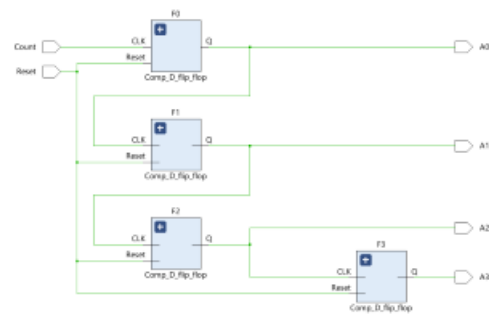 F0
Count
CLK
Q
A0
Reset
Reset
Comp_D_flip_flop
F1
CLK
Q
A1
Reset
Comp_D_flip_flop
F2
A2
CLK
Q
Reset
F3
Comp_D_flip_flop
CLK
Q
A3
Reset
Comp_D_flip_flop